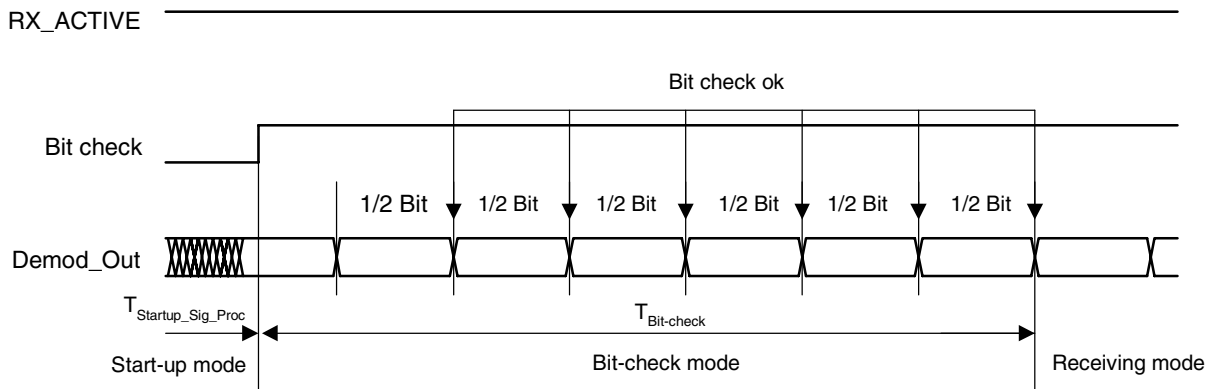 RX_ACTIVE
Bit check ok
Bit check
1/2 Bit 1/2 Bit 1/2 Bit 1/2 Bit 1/2 Bit 1/2 Bit
Demod_Out
TStartup_Sig_Proc TBit-check
Start-up mode Bit-check mode Receiving mode